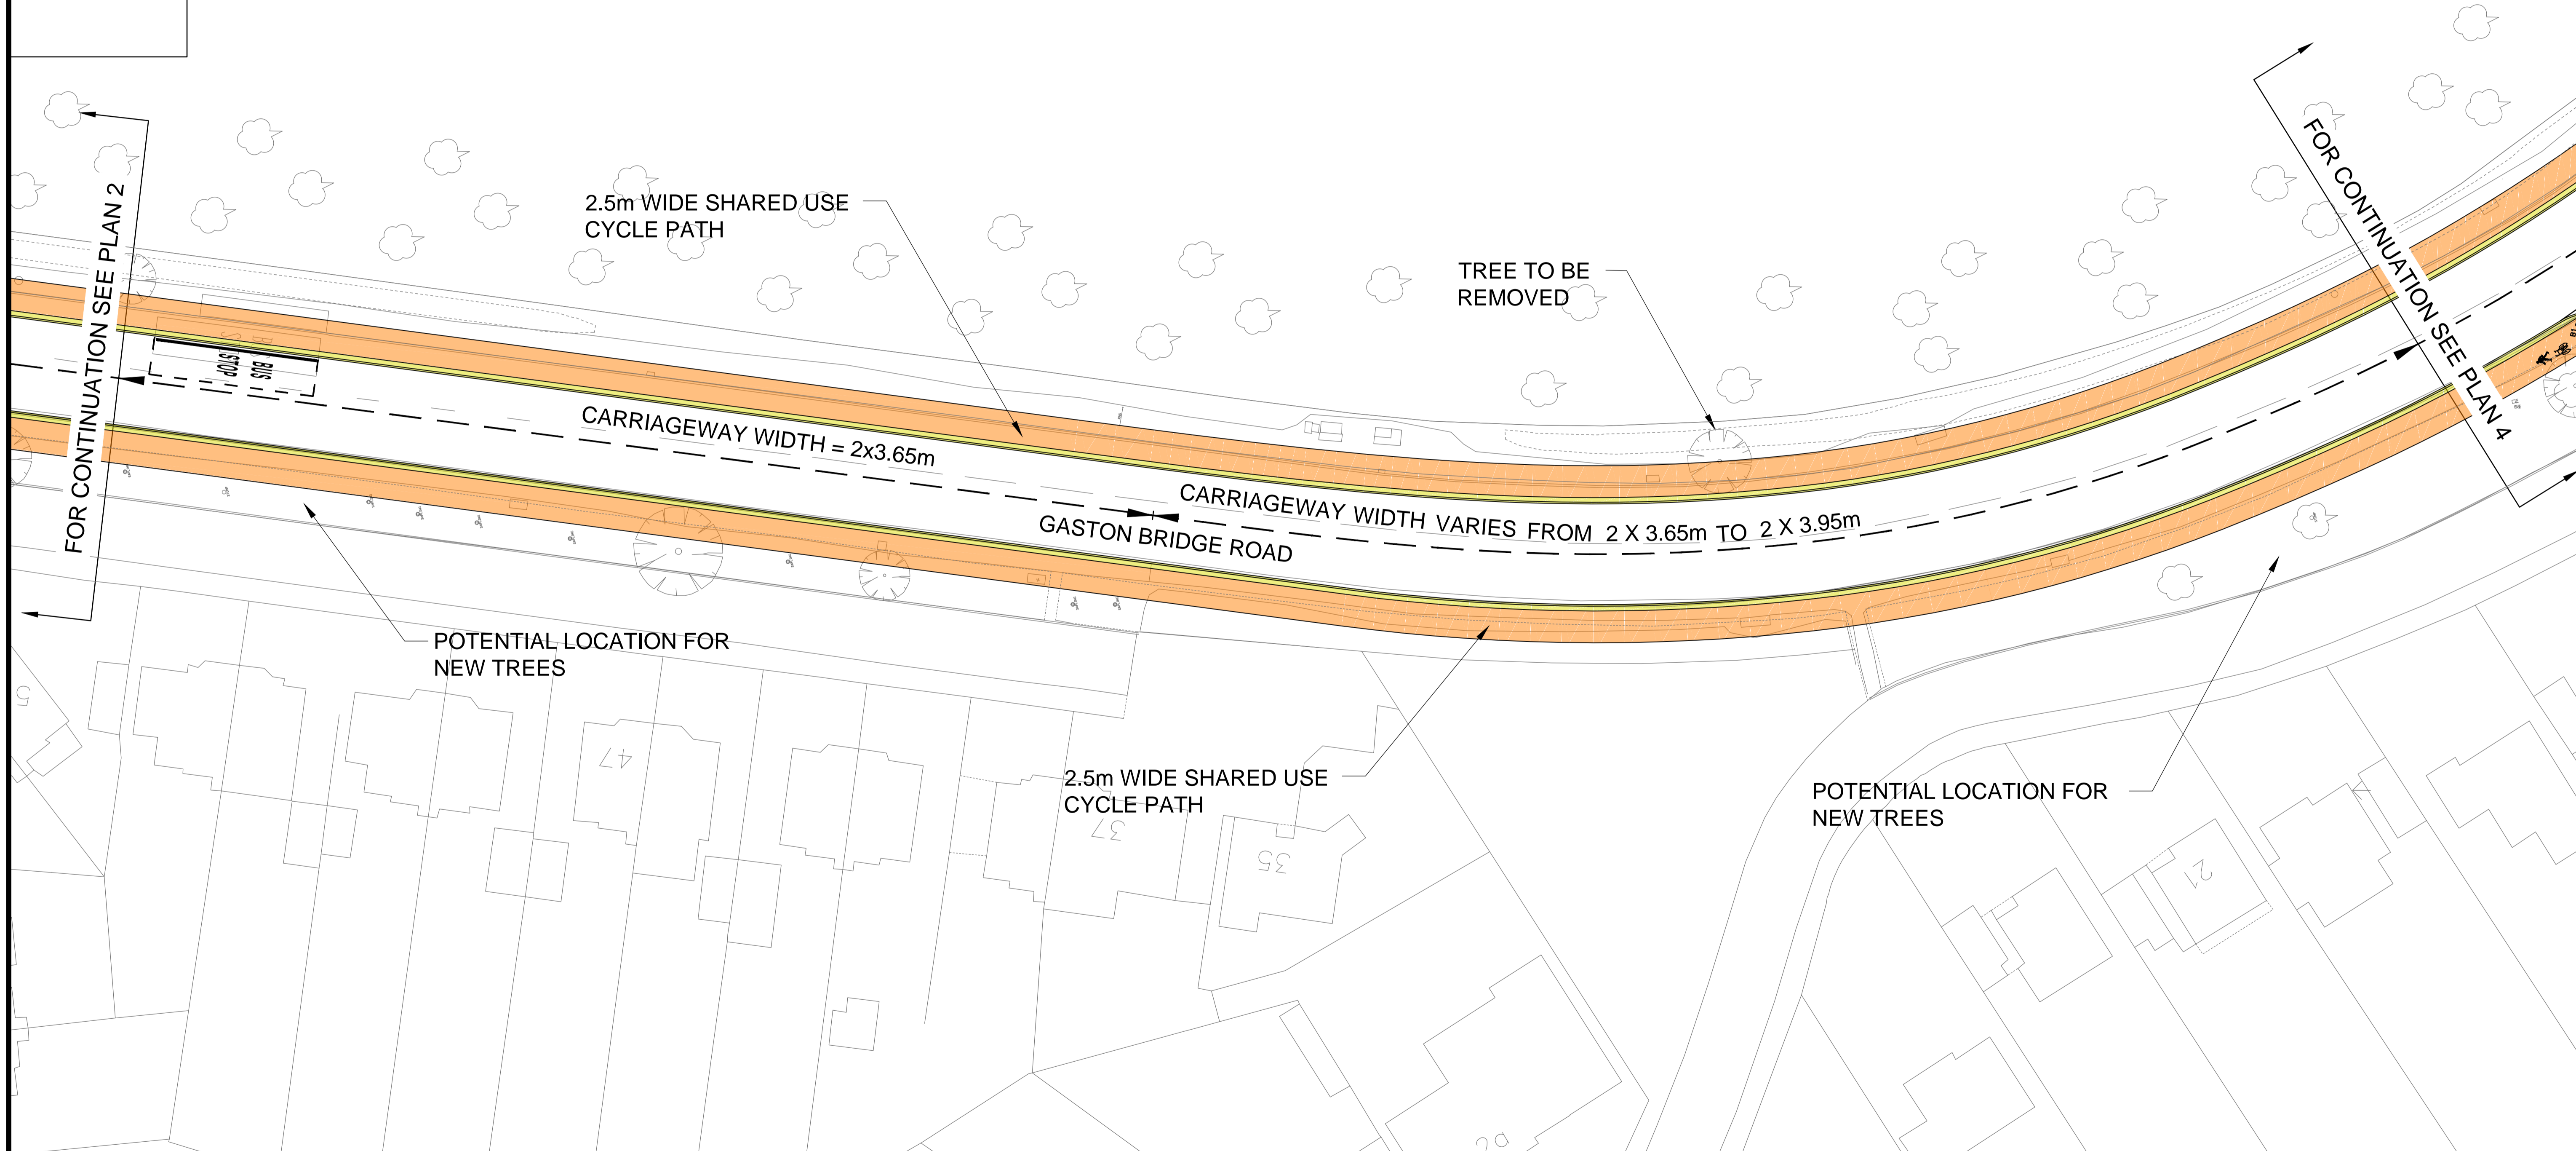 FOR CONTINUATION SEE PLAN 2
2.5m WIDE SHARED USE
CYCLE PATH
TREE TO BE
REMOVED
FOR CONTINUATION SEE PLAN 4
BUS
STOP
CARRIAGEWAY WIDTH = 2x3.65m
CARRIAGEWAY WIDTH VARIES FROM 2 X 3.65m TO 2 X 3.95m
GASTON BRIDGE ROAD
POTENTIAL LOCATION FOR
NEW TREES
2.5m WIDE SHARED USE
CYCLE PATH
POTENTIAL LOCATION FOR
NEW TREES
5
47
37
35
21